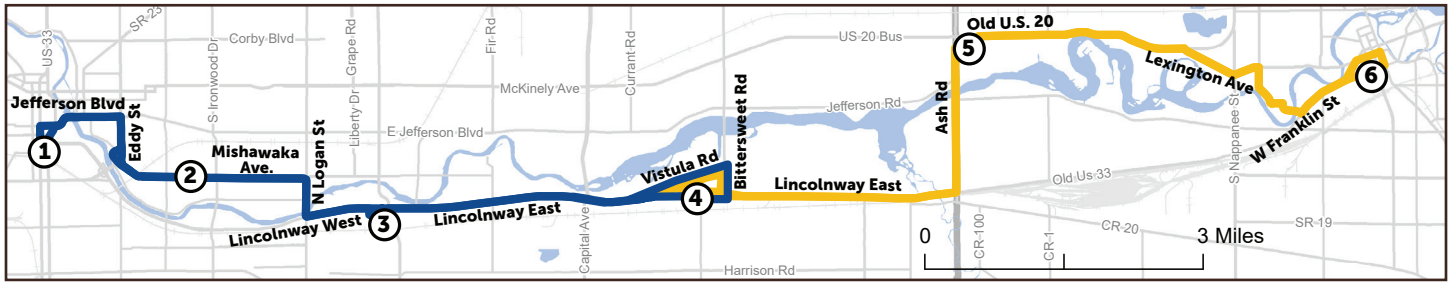 SR-23
Old U.S. 20
US 33
Corby Blvd
S Ironwood Dr
Grape Rd
Liberty Dr
Fir Rd
Currant Rd
US 20 Bus
5
Lexington Ave
6
McKinely Ave
Bittersweet Rd
Jefferson Blvd
Jefferson Rd
Ash Rd
S Nappanee St
W Franklin St
1
Eddy St
E Jefferson Blvd
N Logan St
Mishawaka
Ave.
2
Vistula Rd
4
Lincolnway East
Old Us 33
3
Lincolnway West
Lincolnway East
Capital Ave
CR-100
CR-1
CR-20
SR 19
0
3 Miles
Harrison Rd